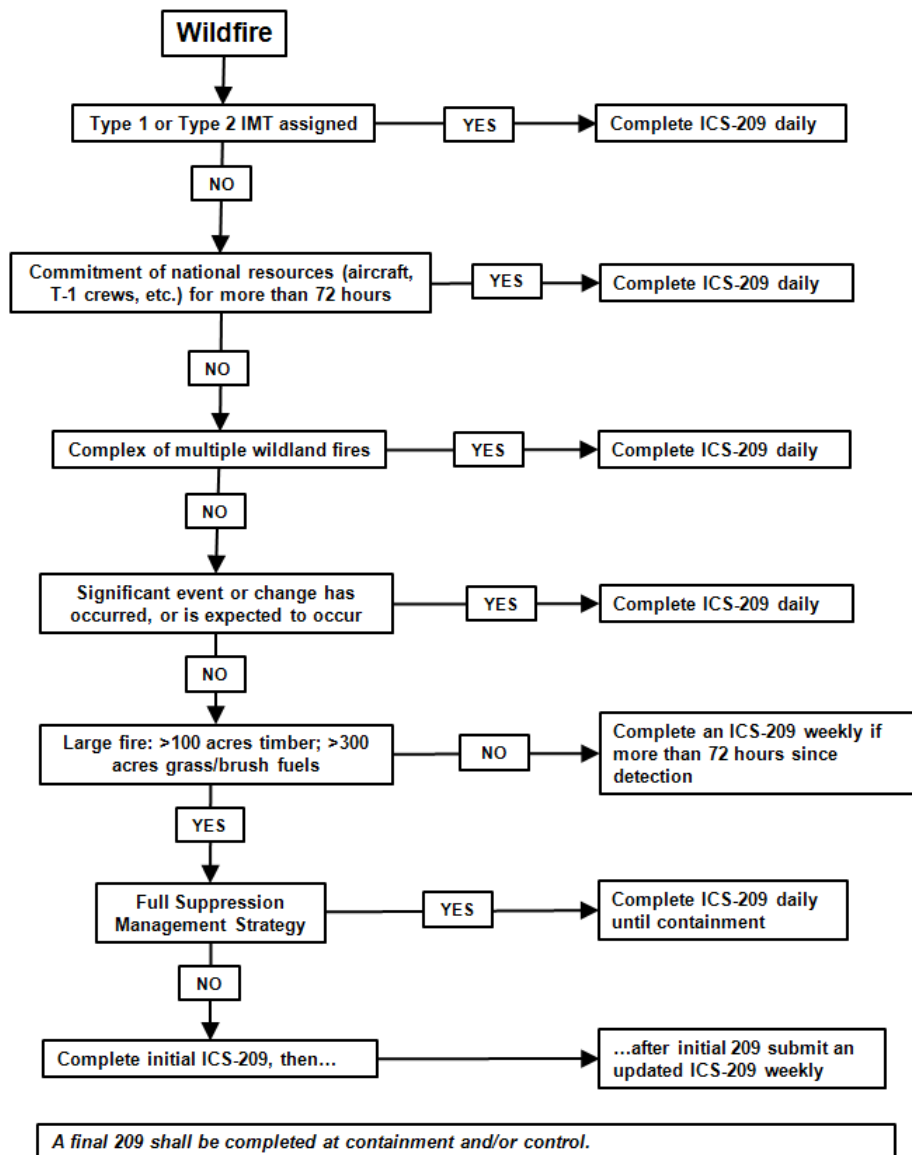 Wildfire
Type 1 or Type 2 IMT assigned
YES
Complete ICS-209 daily
NO
Commitment of national resources (aircraft,
T-1 crews, etc.) for more than 72 hours
YES
Complete ICS-209 daily
NO
Complex of multiple wildland fires
YES
Complete ICS-209 daily
NO
Significant event or change has
occurred, or is expected to occur
YES
Complete ICS-209 daily
NO
Large fire: >100 acres timber; >300
acres grass/brush fuels
NO
Complete an ICS-209 weekly if
more than 72 hours since
detection
YES
Full Suppression
Management Strategy
YES
Complete ICS-209 daily
until containment
NO
Complete initial ICS-209, then…
…after initial 209 submit an
updated ICS-209 weekly
A final 209 shall be completed at containment and/or control.